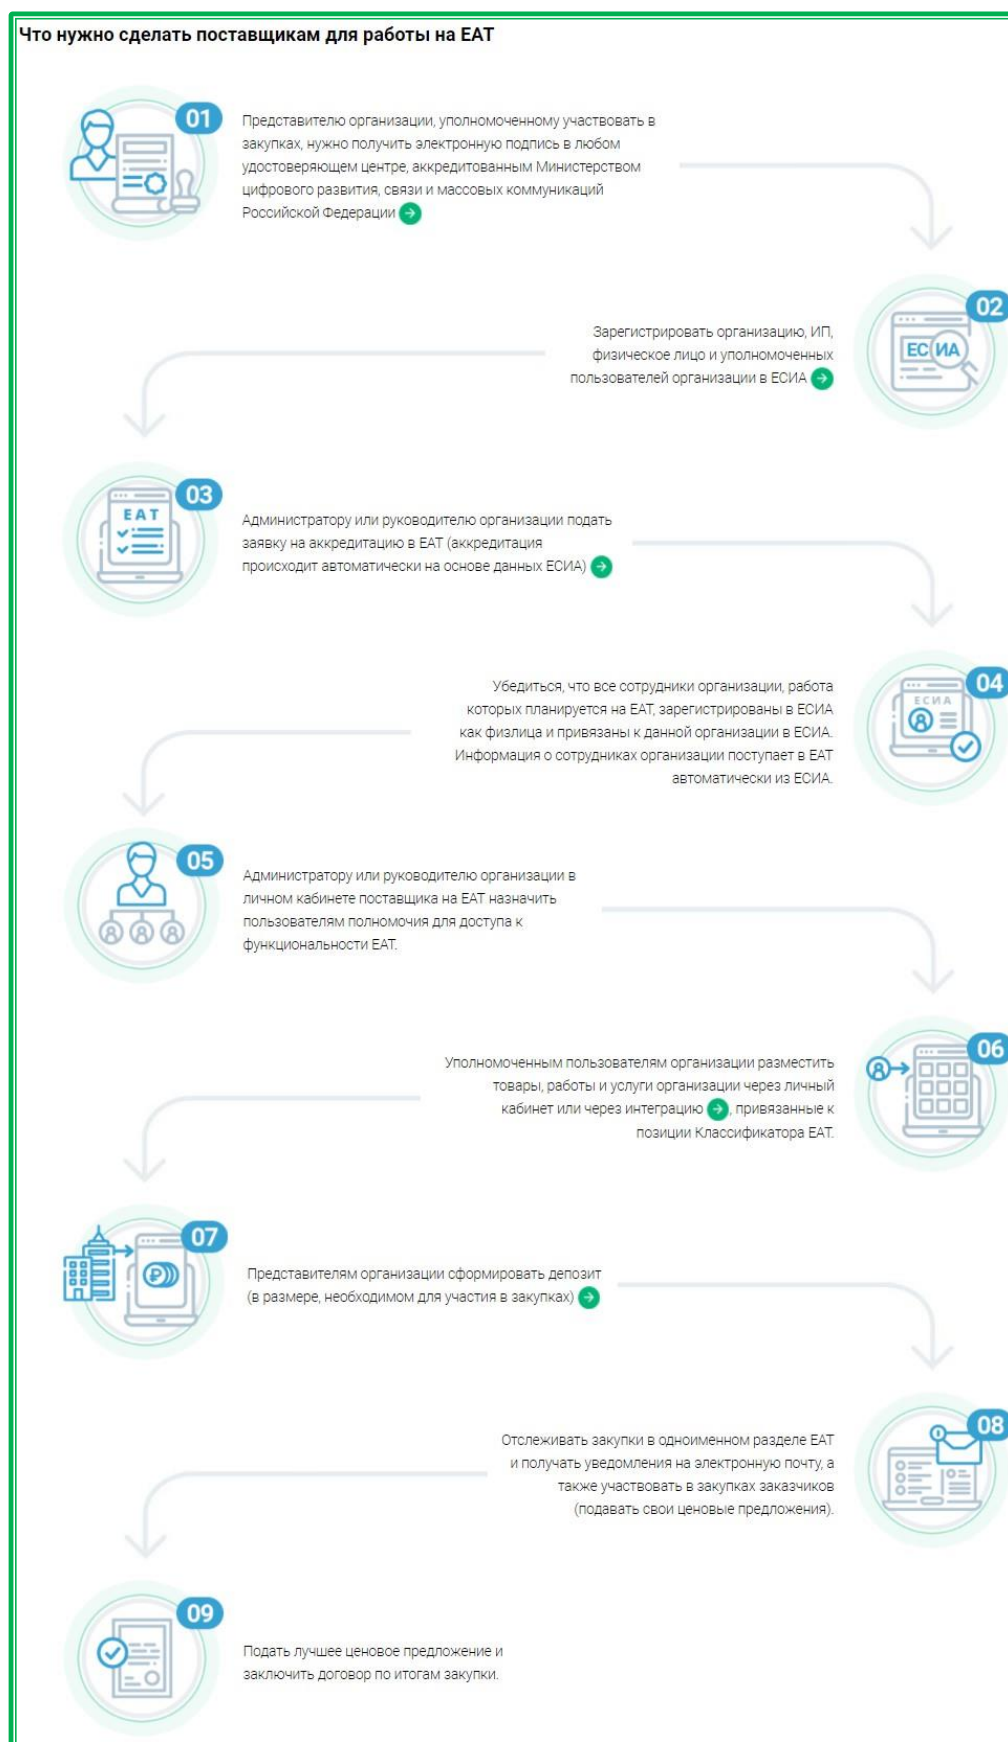 Что нужно сделать поставщикам для работы на ЕАТ
01
Представителю организации, уполномоченному участвовать в
закупках, нужно получить электронную подпись в любом
удостоверяющем центре, аккредитованным Министерством
цифрового развития, связи и массовых коммуникаций
Российской Федерации
02
ЕСИА
Зарегистрировать организацию, ИП,
физическое лицо и уполномоченных
пользователей организации в ЕСИА
03
ЕАТ
Администратору или руководителю организации подать
заявку на аккредитацию в ЕАТ (аккредитация
происходит автоматически на основе данных ЕСИА)
04
ЕСИА
Убедиться, что все сотрудники организации, работа
которых планируется на ЕАТ, зарегистрированы в ЕСИА
как физлица и привязаны к данной организации в ЕСИА.
Информация о сотрудниках организации поступает в ЕАТ
автоматически из ЕСИА.
05
Администратору или руководителю организации в
личном кабинете поставщика на ЕАТ назначить
пользователям полномочия для доступа к
функциональности ЕАТ.
06
Уполномоченным пользователям организации разместить
товары, работы и услуги организации через личный
кабинет или через интеграцию , привязанные к
позиции Классификатора ЕАТ.
07
Представителям организации сформировать депозит
(в размере, необходимом для участия в закупках)
08
Отслеживать закупки в одноименном разделе ЕАТ
и получать уведомления на электронную почту, а
также участвовать в закупках заказчиков
(подавать свои ценовые предложения).
09
Подать лучшее ценовое предложение и
заключить договор по итогам закупки.